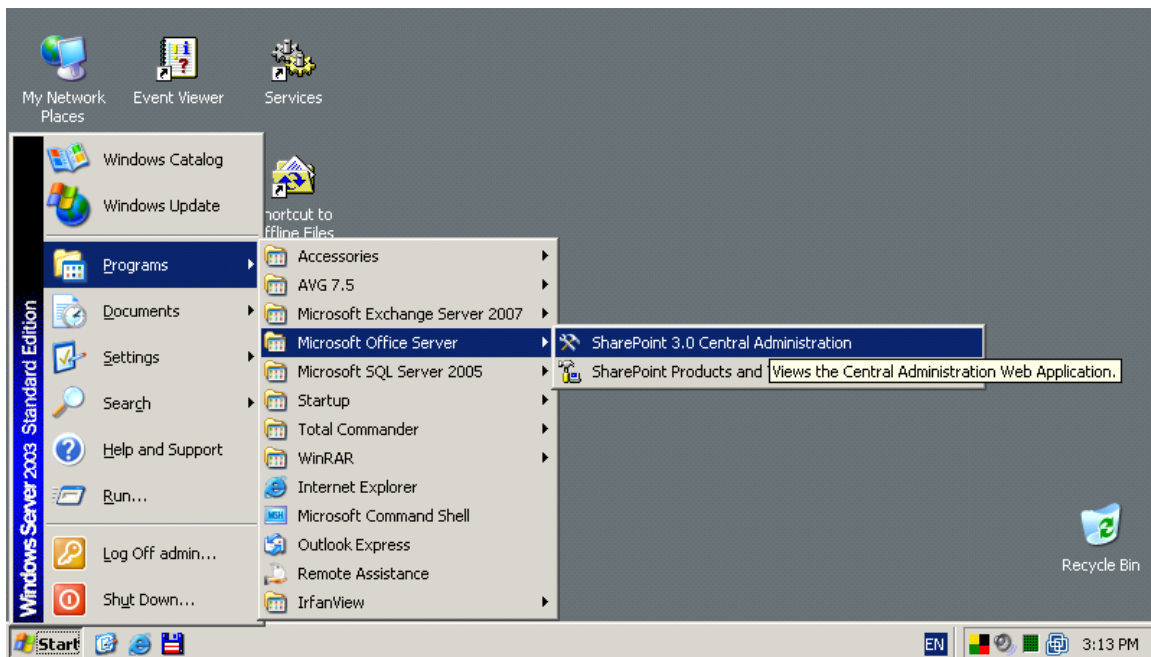 My Network
Places
Event Viewer
Services
hortcut to
ffline Files
Windows Server 2003 Standard Edition
Windows Catalog
Windows Update
Programs
Documents
Settings
Search
Help and Support
Run...
Log Off admin...
Shut Down...
Accessories
AVG 7.5
Microsoft Exchange Server 2007
Microsoft Office Server
Microsoft SQL Server 2005
Startup
Total Commander
WinRAR
Internet Explorer
MSH
Microsoft Command Shell
Outlook Express
Remote Assistance
IrfanView
SharePoint 3.0 Central Administration
SharePoint Products and
Views the Central Administration Web Application.
Recycle Bin
Start
EN
3:13 PM